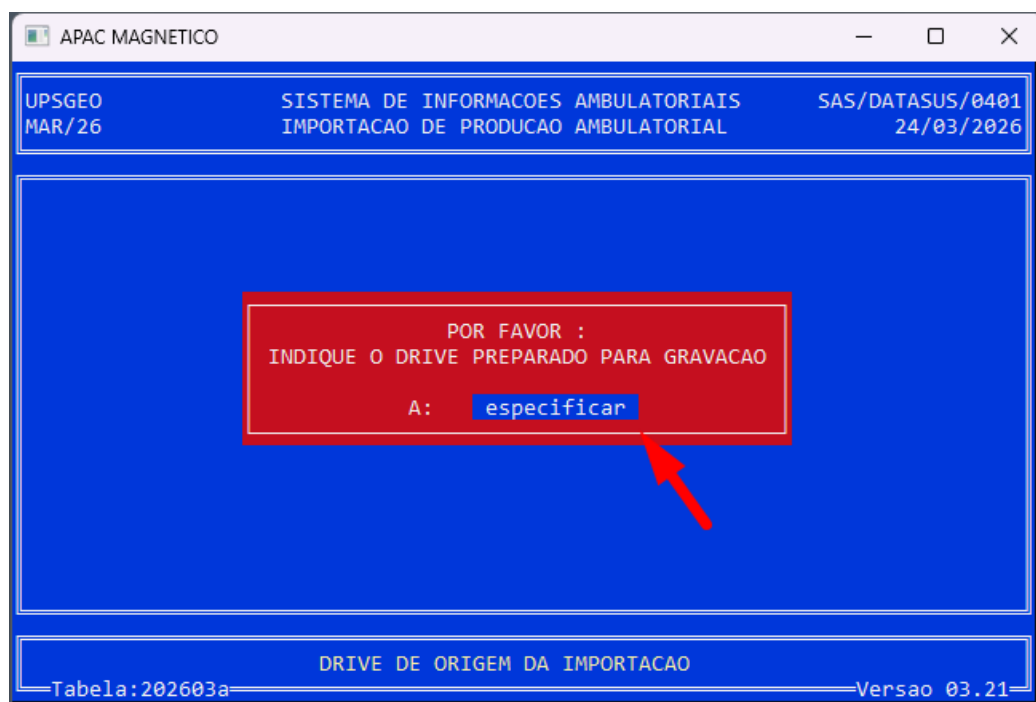 APAC MAGNETICO
UPSGEO SISTEMA DE INFORMACOES AMBULATORIAIS SAS/DATASUS/0401
MAR/26 IMPORTACAO DE PRODUCAO AMBULATORIAL 24/03/2026
POR FAVOR :
INDIQUE O DRIVE PREPARADO PARA GRAVACAO
A: especificar
DRIVE DE ORIGEM DA IMPORTACAO
Tabela:202603a Versao 03.21